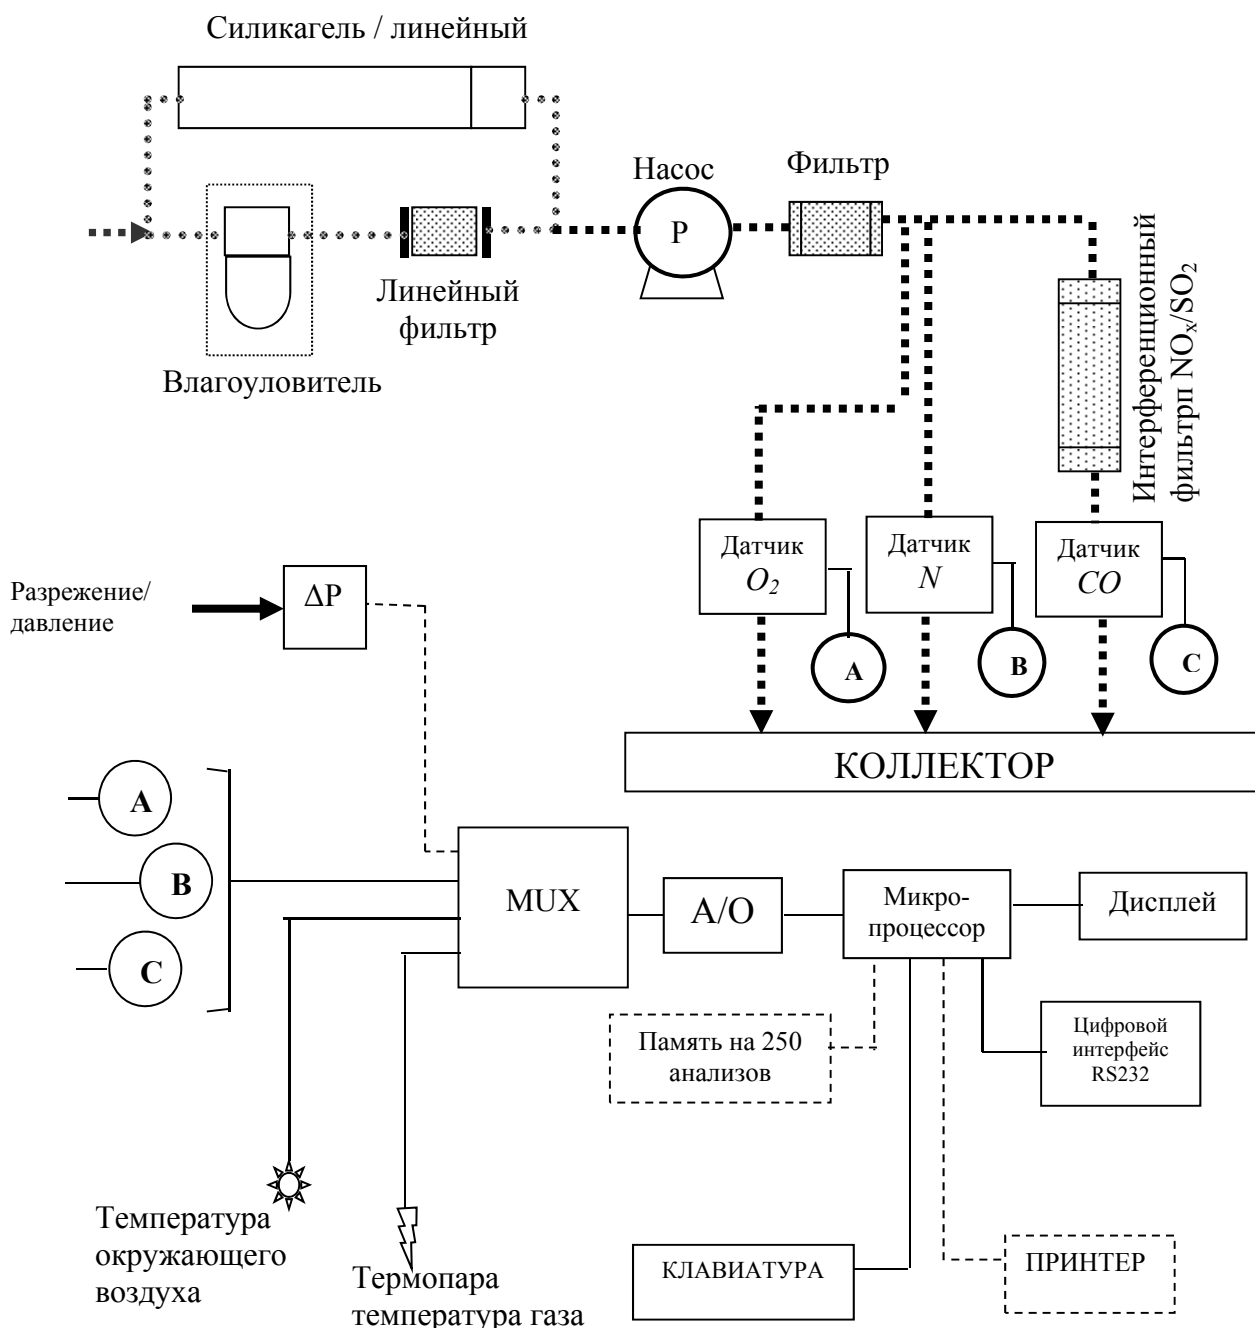 Силикагель / линейный
Насос
Фильтр
P
Линейный
фильтр
Влагоуловитель
Интерференционный
фильтрп NOx/SO2
Датчик
O2
Датчик
N
Датчик
CO
A
B
C
Разрежение/
давление
ΔP
КОЛЛЕКТОР
A
B
C
MUX
A/O
Микро-
процессор
Дисплей
Память на 250
анализов
Цифровой
интерфейс
RS232
Температура
окружающего
воздуха
Термопара
температура газа
КЛАВИАТУРА
ПРИНТЕР